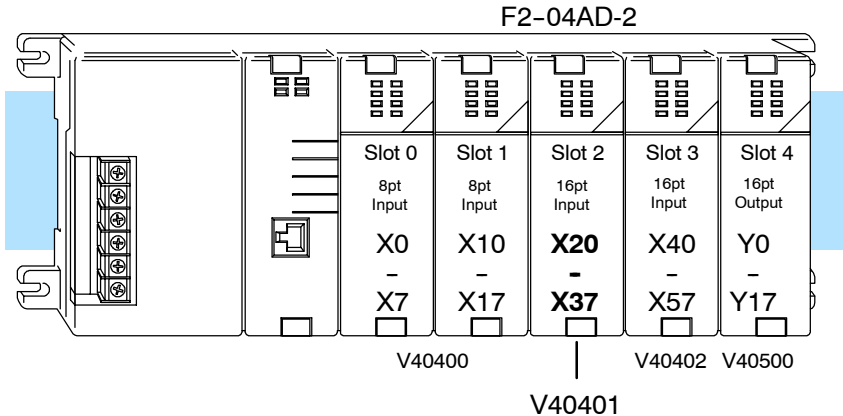 F2-04AD-2
Slot 0 Slot 1 Slot 2 Slot 3 Slot 4
8pt Input 8pt Input 16pt Input 16pt Input 16pt Output
X0 X10 X20 X40 Y0
– – – – –
X7 X17 X37 X57 Y17
V40400 V40402 V40500
V40401